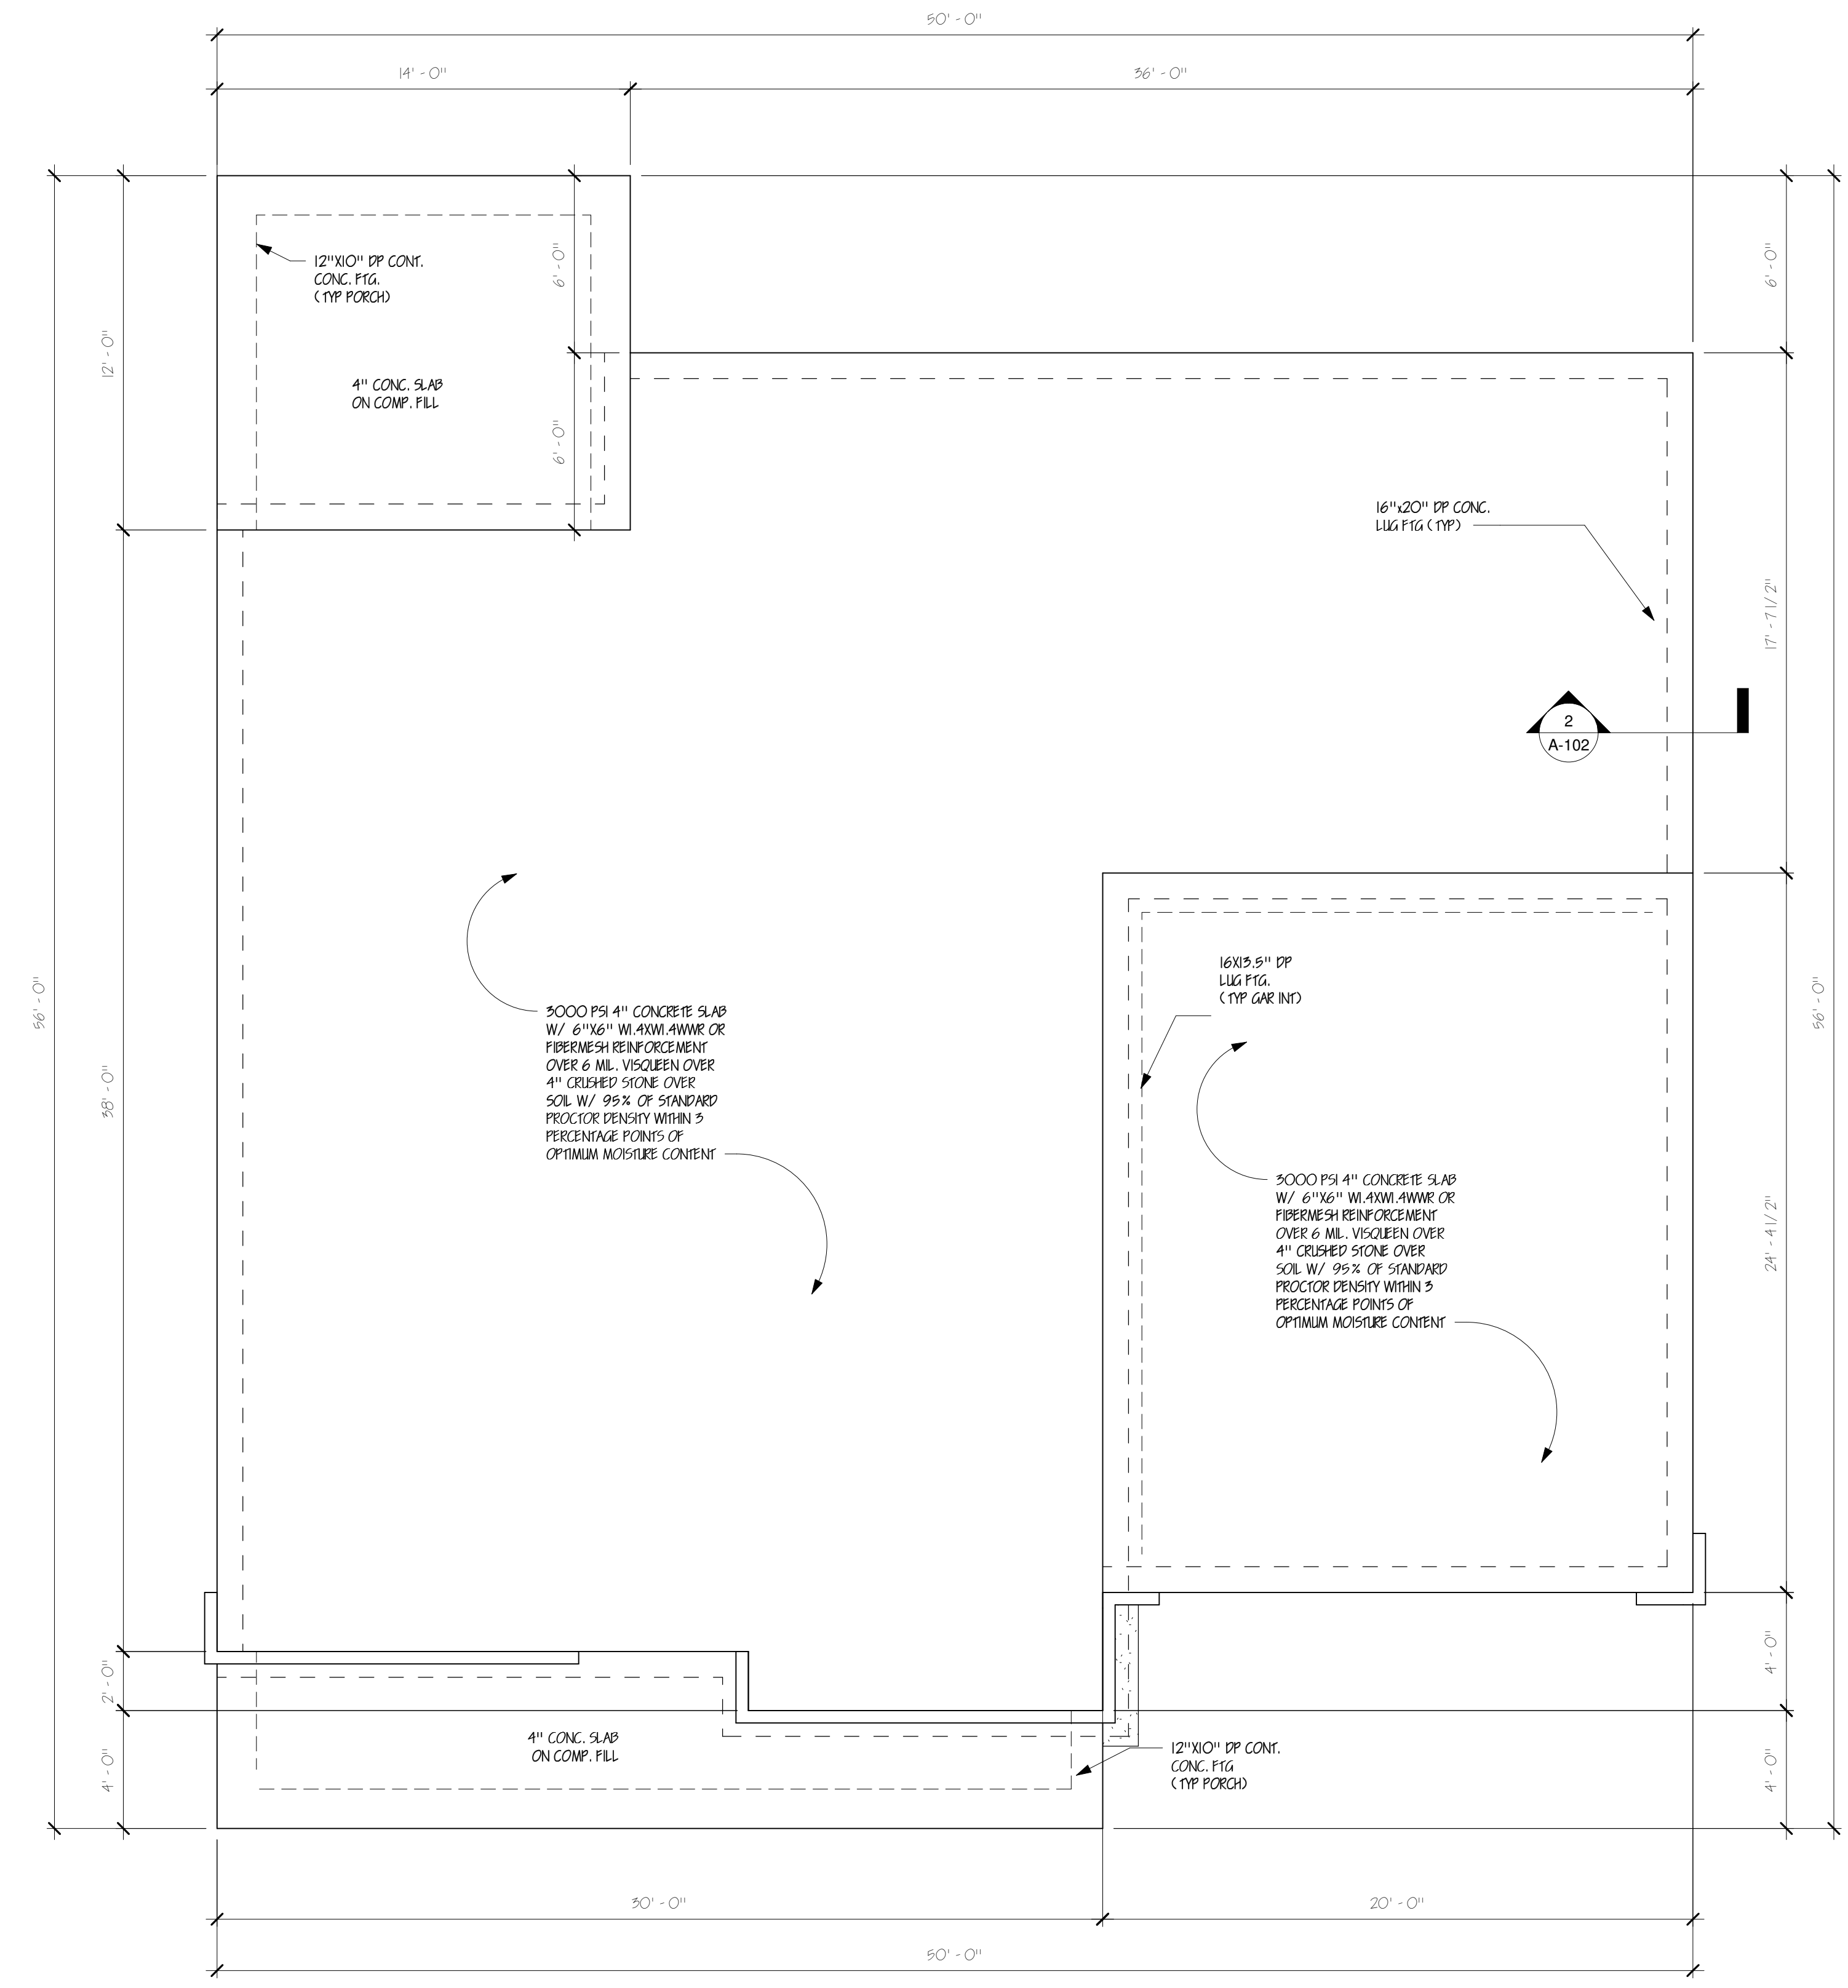 50' - 0"
14' - 0"
36' - 0"
12"X10" DP CONT.
CONC. FTG.
(TYP PORCH)
6' - 0"
6' - 0"
12' - 0"
4" CONC. SLAB
ON COMP. FILL
6' - 0"
16"x20" DP CONC.
LUG FTG (TYP)
17' - 7 1/2"
2
A-102
16X13.5" DP
LUG FTG.
(TYP GAR INT)
56' - 0"
56' - 0"
38' - 0"
3000 PSI 4" CONCRETE SLAB
W/ 6"X6" W1.4XW1.4WWR OR
FIBERMESH REINFORCEMENT
OVER 6 MIL. VISQUEEN OVER
4" CRUSHED STONE OVER
SOIL W/ 95% OF STANDARD
PROCTOR DENSITY WITHIN 3
PERCENTAGE POINTS OF
OPTIMUM MOISTURE CONTENT
3000 PSI 4" CONCRETE SLAB
W/ 6"X6" W1.4XW1.4WWR OR
FIBERMESH REINFORCEMENT
OVER 6 MIL. VISQUEEN OVER
4" CRUSHED STONE OVER
SOIL W/ 95% OF STANDARD
PROCTOR DENSITY WITHIN 3
PERCENTAGE POINTS OF
OPTIMUM MOISTURE CONTENT
24' - 4 1/2"
2' - 0"
4' - 0"
4" CONC. SLAB
ON COMP. FILL
12"X10" DP CONT.
CONC. FTG
(TYP PORCH)
4' - 0"
4' - 0"
30' - 0"
20' - 0"
50' - 0"